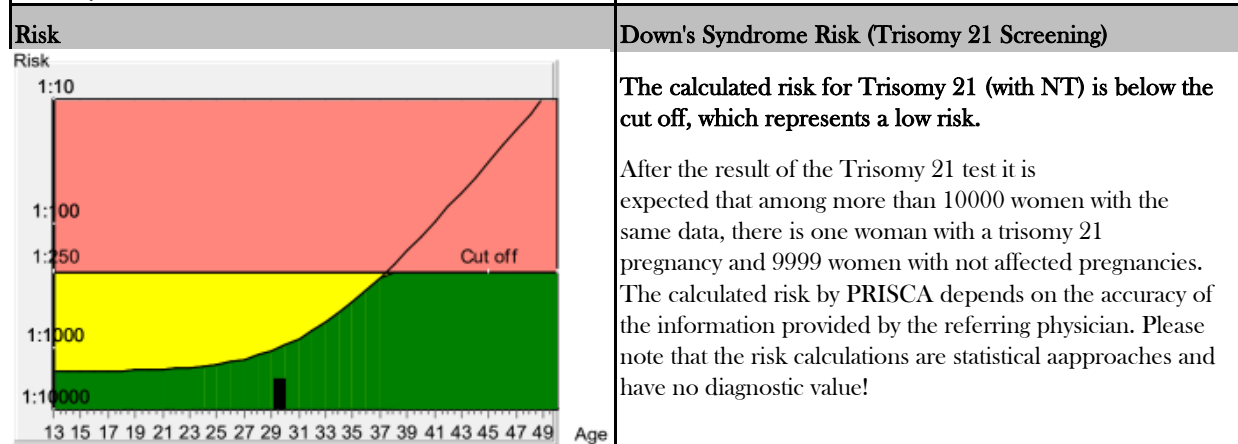 Risk
Risk
1:10
1:100
1:250
Cut off
1:1000
1:10000
13 15 17 19 21 23 25 27 29 31 33 35 37 39 41 43 45 47 49 Age
Down's Syndrome Risk (Trisomy 21 Screening)
The calculated risk for Trisomy 21 (with NT) is below the
cut off, which represents a low risk.
After the result of the Trisomy 21 test it is
expected that among more than 10000 women with the
same data, there is one woman with a trisomy 21
pregnancy and 9999 women with not affected pregnancies.
The calculated risk by PRISCA depends on the accuracy of
the information provided by the referring physician. Please
note that the risk calculations are statistical aapproaches and
have no diagnostic value!